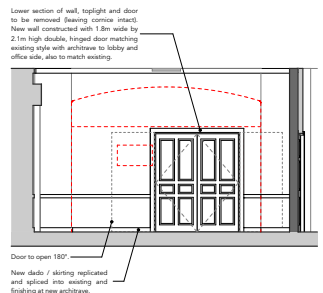 Lower section of wall, toplight and door
to be removed (leaving cornice intact).
New wall constructed with 1.8m wide by
2.1m high double, hinged door matching
existing style with architrave to lobby and
office side, also to match existing.
Door to open 180°.
New dado / skirting replicated
and spliced into existing and
finishing at new architrave.